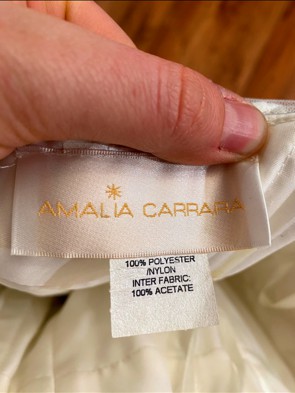 AMALIA CARRARA
100% POLYESTER
/NYLON
INTER FABRIC:
100% ACETATE